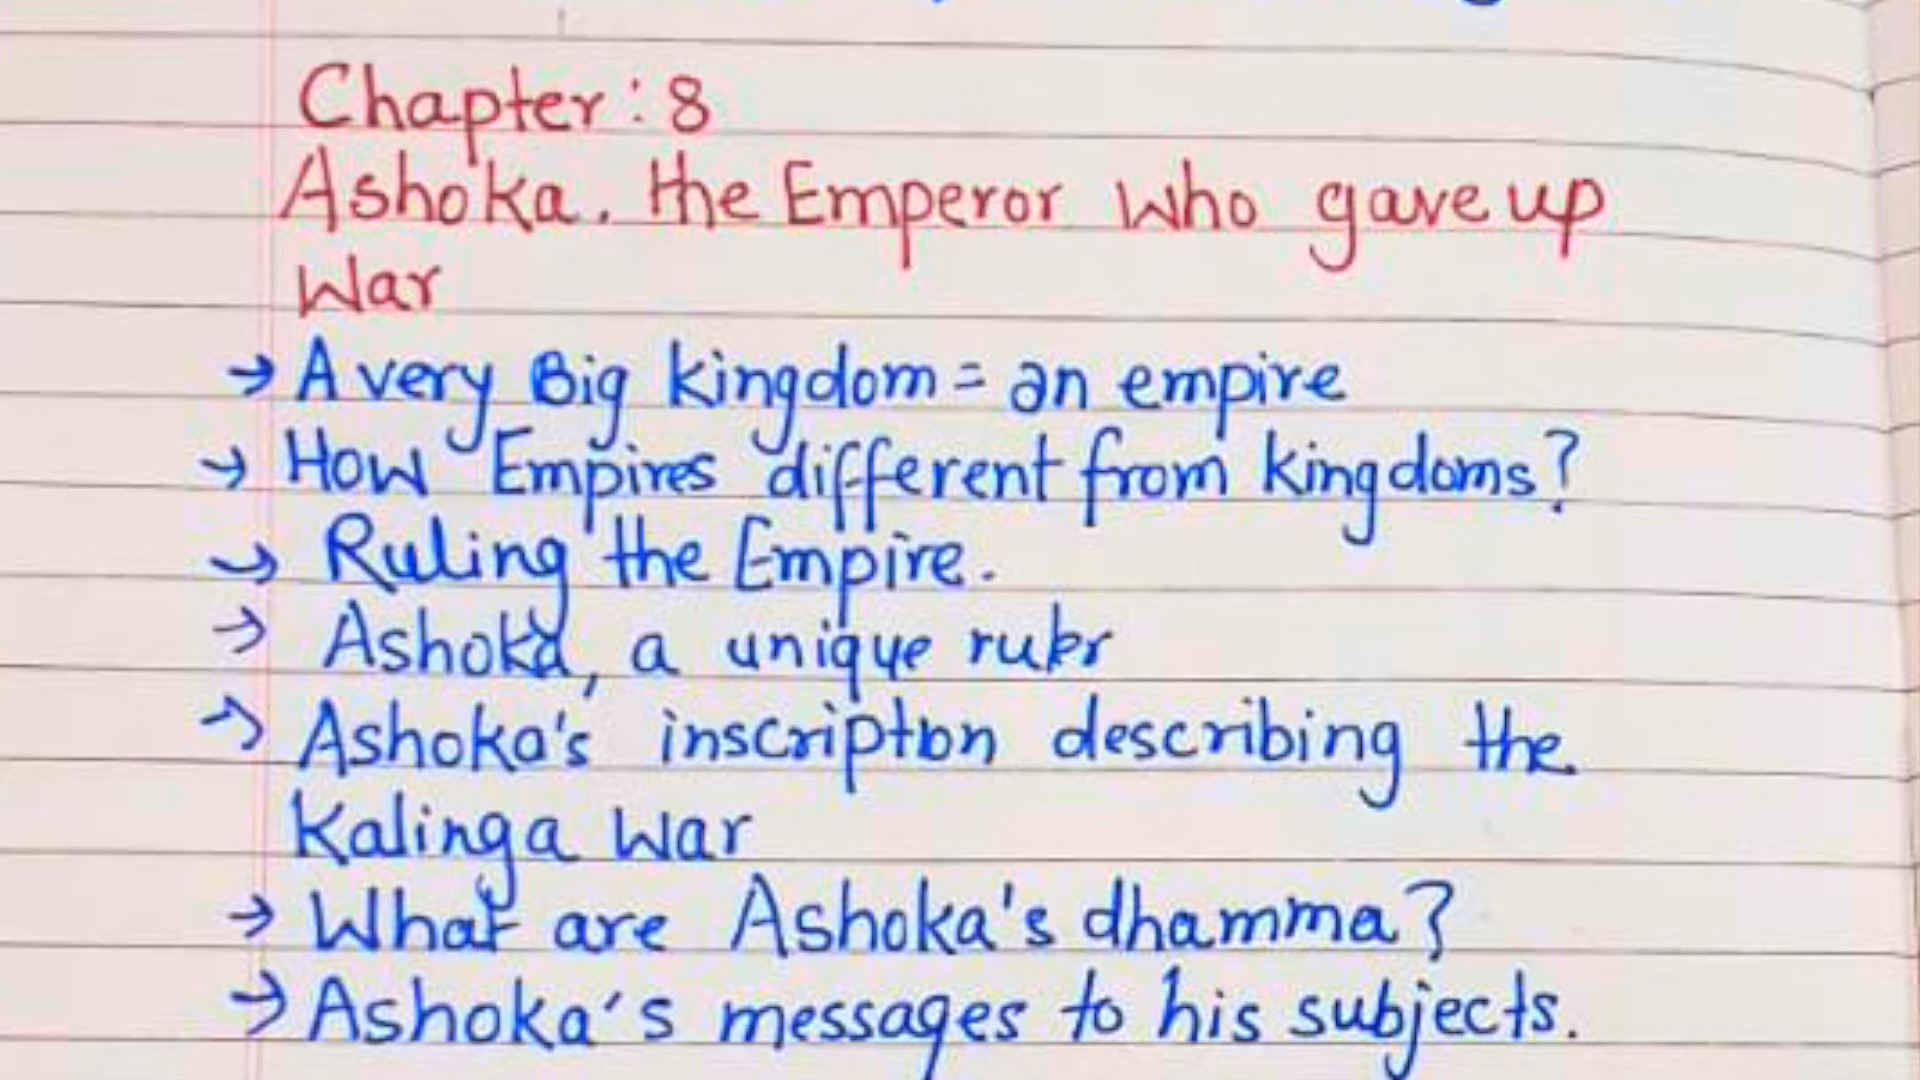 Chapter: 8
Ashoka. the Emperor who gave up
War
→ A very Big kingdom = an empire
→ How Empires different from kingdoms?
→ Ruling the Empire.
→ Ashoka, a unique ruler
→ Ashoka's inscription describing the
Kalinga war
→ What are Ashoka's dhamma?
→ Ashoka's messages to his subjects.